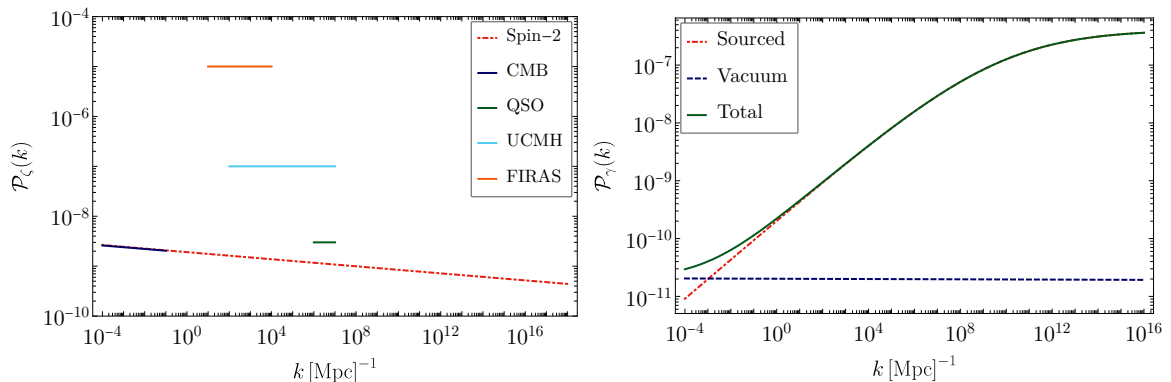 10^{-4}
10^{-6}
10^{-8}
10^{-10}
P_ζ(k)
Spin−2
CMB
QSO
UCMH
FIRAS
10^{-4} 10^{0} 10^{4} 10^{8} 10^{12} 10^{16}
k [Mpc]^{-1}
10^{-7}
10^{-8}
10^{-9}
10^{-10}
10^{-11}
P_γ(k)
Sourced
Vacuum
Total
10^{-4} 10^{0} 10^{4} 10^{8} 10^{12} 10^{16}
k [Mpc]^{-1}